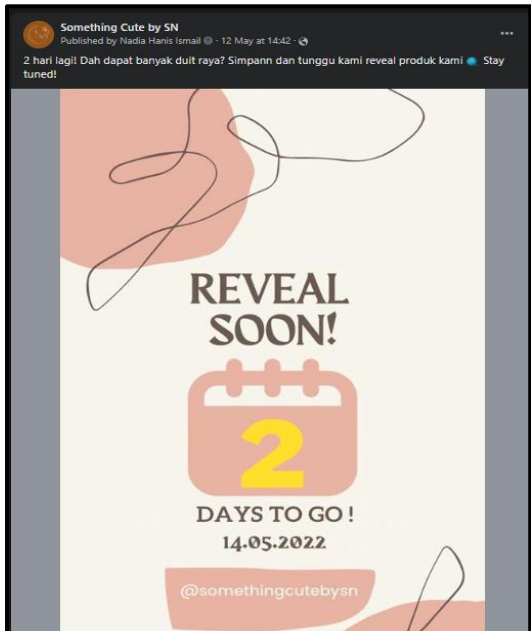 Something Cute by SN
Published by Nadia Hanis Ismail · 12 May at 14:42 ·
2 hari lagi! Dah dapat banyak duit raya? Simpann dan tunggu kami reveal produk kami Stay
tuned!
REVEAL
SOON!
2
DAYS TO GO !
14.05.2022
@somethingcutebysn